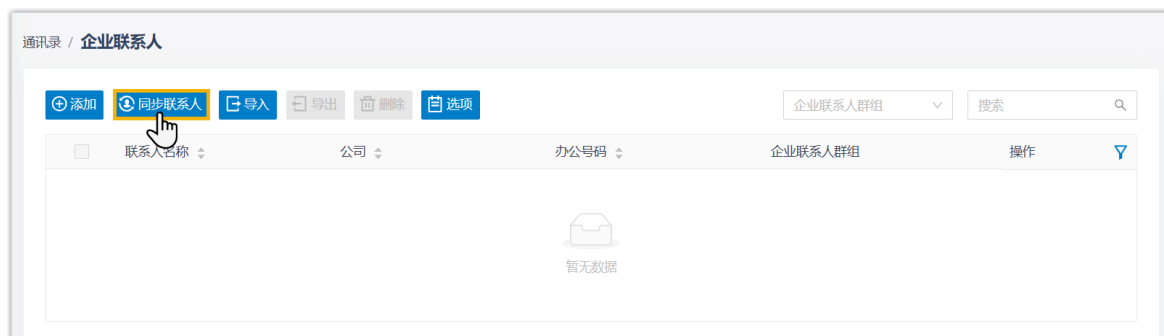 通讯录 / 企业联系人
添加 同步联系人 导入 导出 删除 选项 企业联系人群组 搜索
联系人名称 公司 办公号码 企业联系人群组 操作
暂无数据